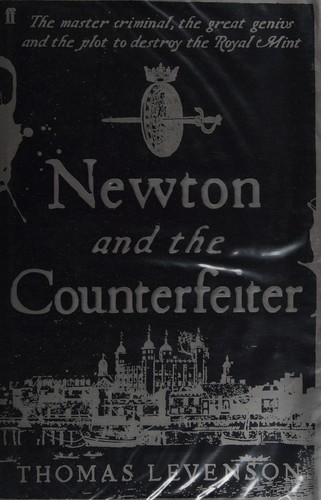 ff
The master criminal, the great genius
and the plot to destroy the Royal Mint
Newton
and the
Counterfeiter
THOMAS LEVENSON